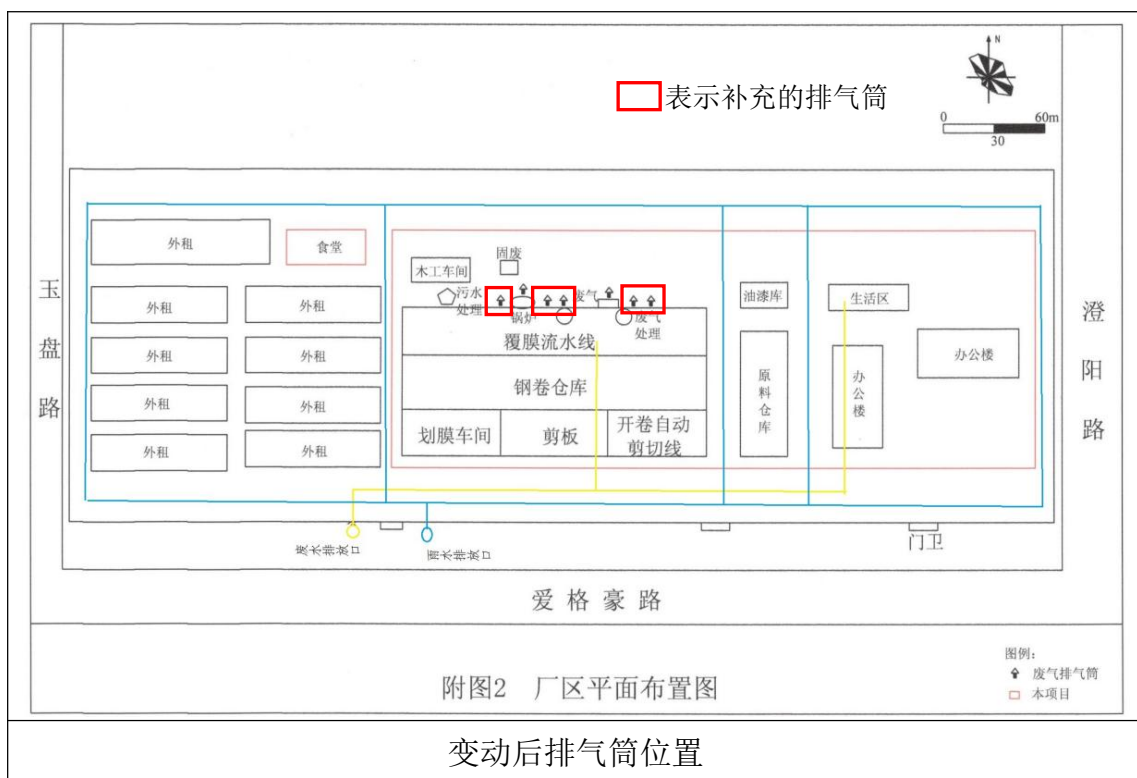 N
表示补充的排气筒
0
60m
30
外租
食堂
固废
木工车间
玉盘路
澄阳路
污水
处理
废气
锅炉
废气
处理
油漆库
生活区
外租
外租
覆膜流水线
外租
外租
钢卷仓库
原料仓库
办公楼
办公楼
外租
外租
划膜车间
剪板
开卷自动
剪切线
外租
外租
废水排放口
雨水排放口
门卫
爱格豪路
图例：
废气排气筒
本项目
附图2 厂区平面布置图
变动后排气筒位置